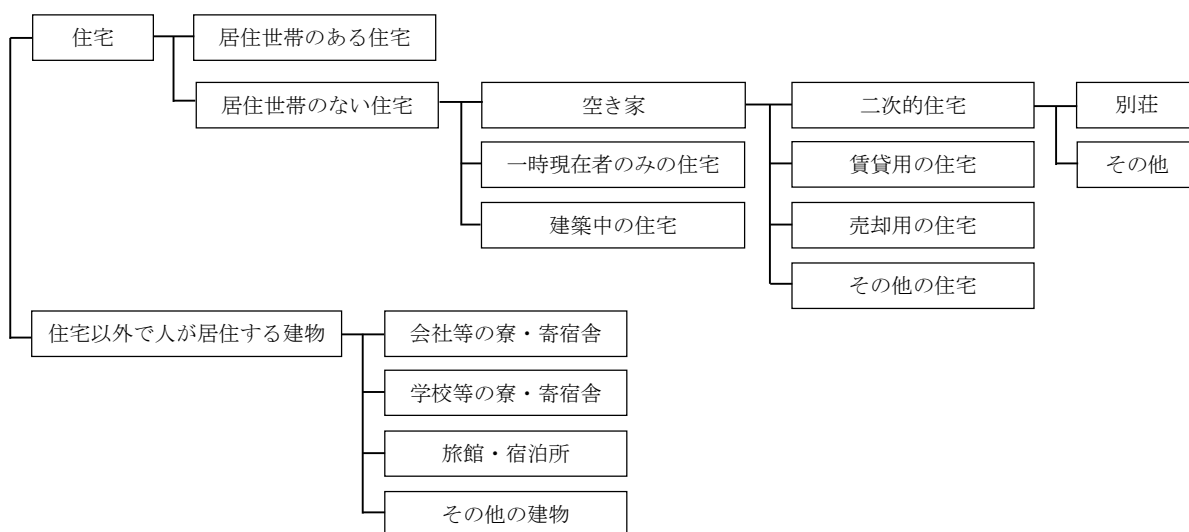 住宅
居住世帯のある住宅
居住世帯のない住宅
空き家
二次的住宅
別荘
一時現在者のみの住宅
賃貸用の住宅
その他
建築中の住宅
売却用の住宅
その他の住宅
住宅以外で人が居住する建物
会社等の寮・寄宿舎
学校等の寮・寄宿舎
旅館・宿泊所
その他の建物